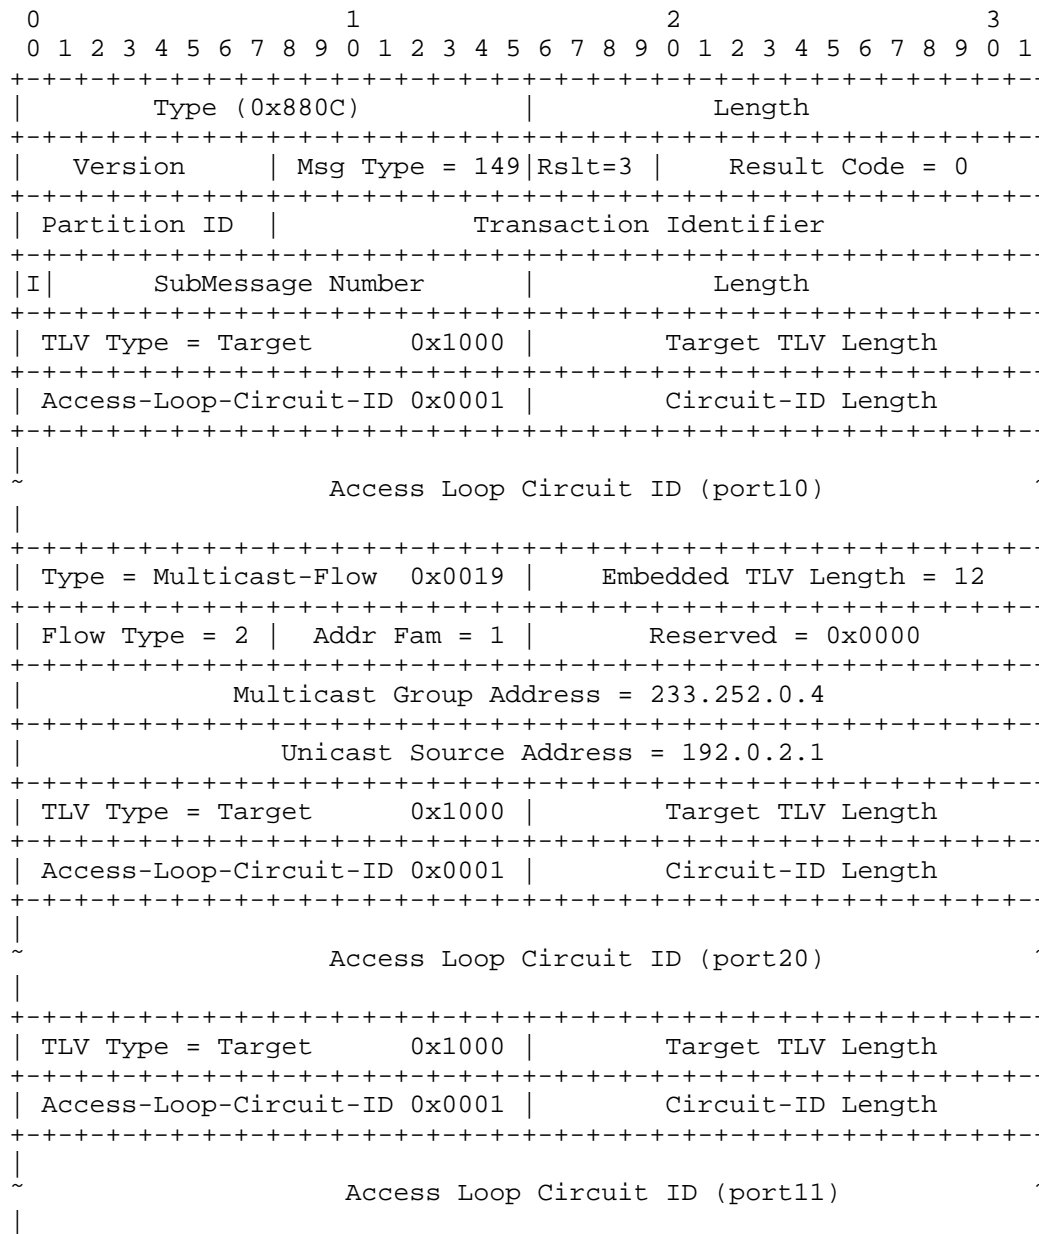 0                   1                   2                   3
 0 1 2 3 4 5 6 7 8 9 0 1 2 3 4 5 6 7 8 9 0 1 2 3 4 5 6 7 8 9 0 1
+-+-+-+-+-+-+-+-+-+-+-+-+-+-+-+-+-+-+-+-+-+-+-+-+-+-+-+-+-+-+-+-
|        Type (0x880C)          |           Length
+-+-+-+-+-+-+-+-+-+-+-+-+-+-+-+-+-+-+-+-+-+-+-+-+-+-+-+-+-+-+-+-
|   Version     | Msg Type = 149|Rslt=3 |    Result Code = 0
+-+-+-+-+-+-+-+-+-+-+-+-+-+-+-+-+-+-+-+-+-+-+-+-+-+-+-+-+-+-+-+-
| Partition ID  |            Transaction Identifier
+-+-+-+-+-+-+-+-+-+-+-+-+-+-+-+-+-+-+-+-+-+-+-+-+-+-+-+-+-+-+-+-
|I|      SubMessage Number      |           Length
+-+-+-+-+-+-+-+-+-+-+-+-+-+-+-+-+-+-+-+-+-+-+-+-+-+-+-+-+-+-+-+-
| TLV Type = Target      0x1000 |        Target TLV Length
+-+-+-+-+-+-+-+-+-+-+-+-+-+-+-+-+-+-+-+-+-+-+-+-+-+-+-+-+-+-+-+-
| Access-Loop-Circuit-ID 0x0001 |        Circuit-ID Length
+-+-+-+-+-+-+-+-+-+-+-+-+-+-+-+-+-+-+-+-+-+-+-+-+-+-+-+-+-+-+-+-
|
~                   Access Loop Circuit ID (port10)             ~
|
+-+-+-+-+-+-+-+-+-+-+-+-+-+-+-+-+-+-+-+-+-+-+-+-+-+-+-+-+-+-+-+-
| Type = Multicast-Flow  0x0019 |    Embedded TLV Length = 12
+-+-+-+-+-+-+-+-+-+-+-+-+-+-+-+-+-+-+-+-+-+-+-+-+-+-+-+-+-+-+-+-
| Flow Type = 2 |  Addr Fam = 1 |       Reserved = 0x0000
+-+-+-+-+-+-+-+-+-+-+-+-+-+-+-+-+-+-+-+-+-+-+-+-+-+-+-+-+-+-+-+-
|             Multicast Group Address = 233.252.0.4
+-+-+-+-+-+-+-+-+-+-+-+-+-+-+-+-+-+-+-+-+-+-+-+-+-+-+-+-+-+-+-+-
|                Unicast Source Address = 192.0.2.1
+-+-+-+-+-+-+-+-+-+-+-+-+-+-+-+-+-+-+-+-+-+-+-+-+-+-++-+-+-+-+---
| TLV Type = Target      0x1000 |        Target TLV Length
+-+-+-+-+-+-+-+-+-+-+-+-+-+-+-+-+-+-+-+-+-+-+-+-+-+-+-+-+-+-+-+-
| Access-Loop-Circuit-ID 0x0001 |        Circuit-ID Length
+-+-+-+-+-+-+-+-+-+-+-+-+-+-+-+-+-+-+-+-+-+-+-+-+-+-+-+-+-+-+-+-
|
~                   Access Loop Circuit ID (port20)             ~
|
+-+-+-+-+-+-+-+-+-+-+-+-+-+-+-+-+-+-+-+-+-+-+-+-+-+-+-+-+-+-+-+-
| TLV Type = Target      0x1000 |        Target TLV Length
+-+-+-+-+-+-+-+-+-+-+-+-+-+-+-+-+-+-+-+-+-+-+-+-+-+-+-+-+-+-+-+-
| Access-Loop-Circuit-ID 0x0001 |        Circuit-ID Length
+-+-+-+-+-+-+-+-+-+-+-+-+-+-+-+-+-+-+-+-+-+-+-+-+-+-+-+-+-+-+-+-
|
~                    Access Loop Circuit ID (port11)            ~
|